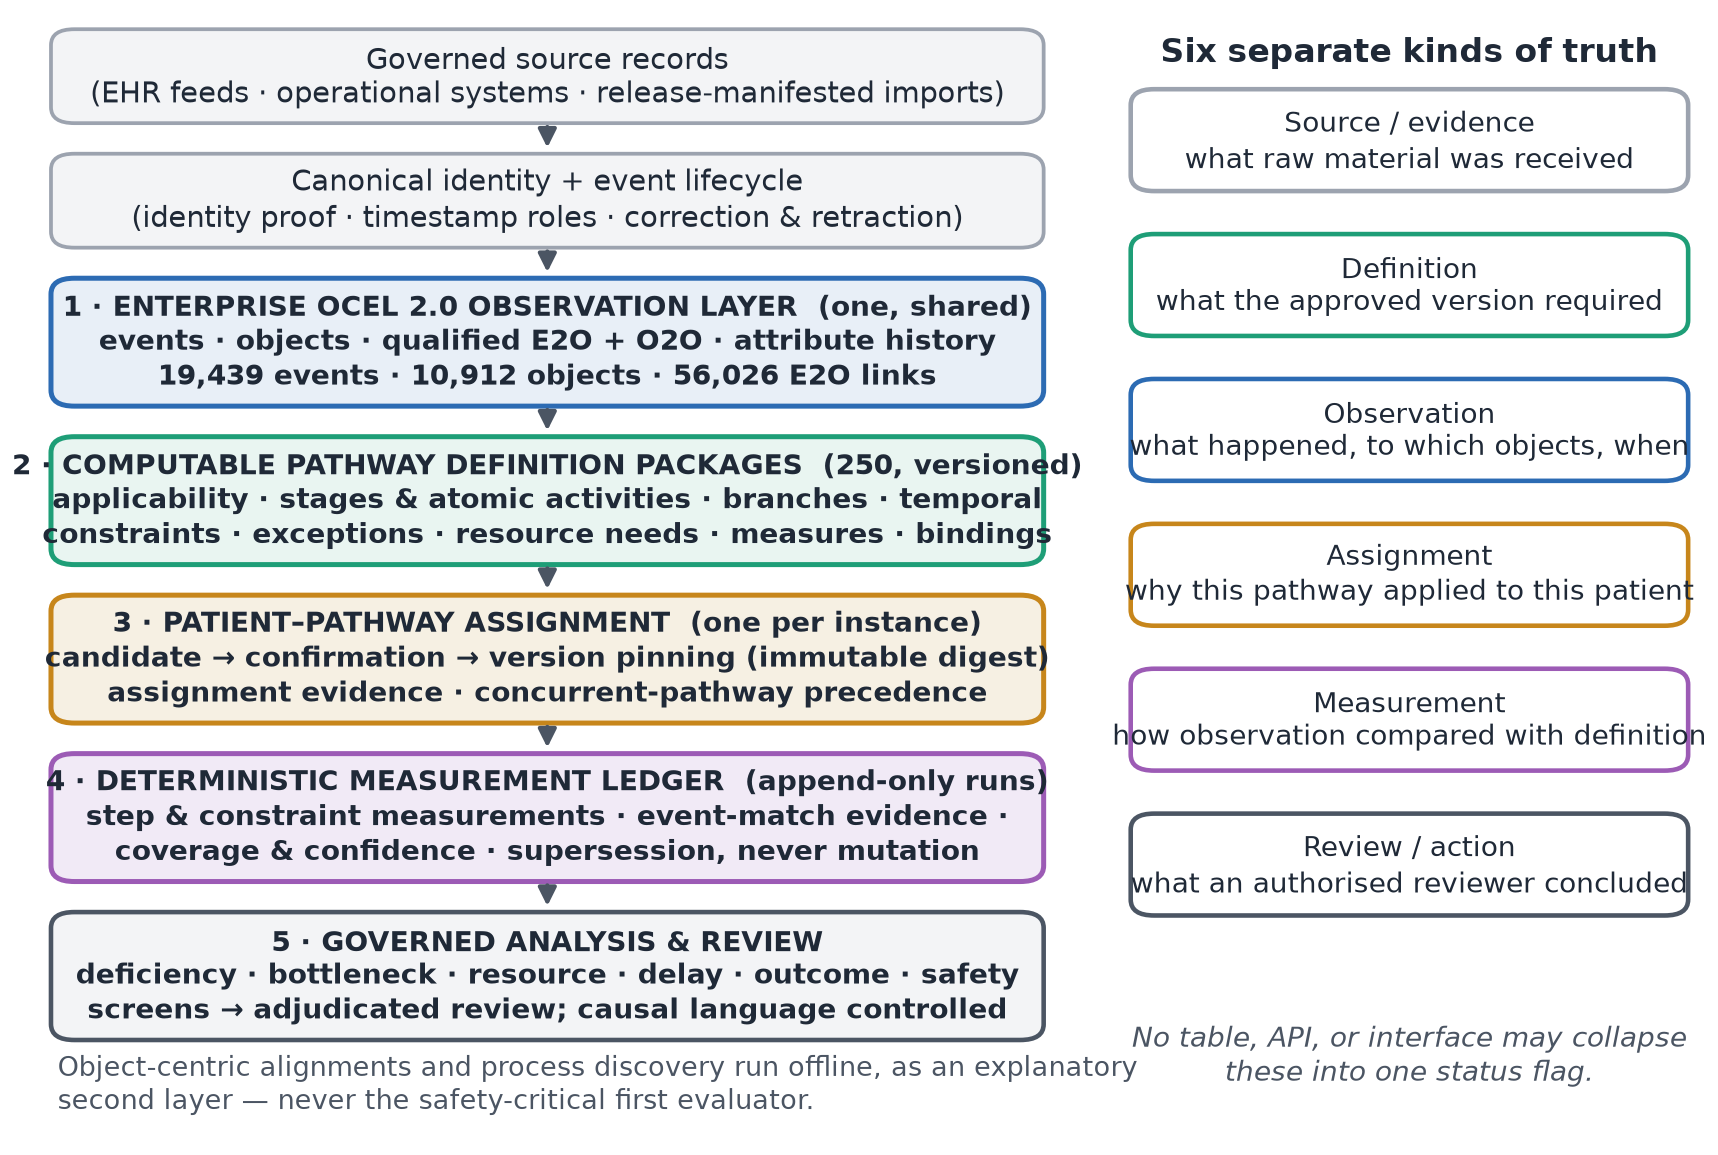 Governed source records
(EHR feeds · operational systems · release-manifested imports)
Canonical identity + event lifecycle
(identity proof · timestamp roles · correction & retraction)
1 · ENTERPRISE OCEL 2.0 OBSERVATION LAYER (one, shared)
events · objects · qualified E2O + O2O · attribute history
19,439 events · 10,912 objects · 56,026 E2O links
2 · COMPUTABLE PATHWAY DEFINITION PACKAGES (250, versioned)
applicability · stages & atomic activities · branches · temporal
constraints · exceptions · resource needs · measures · bindings
3 · PATIENT–PATHWAY ASSIGNMENT (one per instance)
candidate → confirmation → version pinning (immutable digest)
assignment evidence · concurrent-pathway precedence
4 · DETERMINISTIC MEASUREMENT LEDGER (append-only runs)
step & constraint measurements · event-match evidence ·
coverage & confidence · supersession, never mutation
5 · GOVERNED ANALYSIS & REVIEW
deficiency · bottleneck · resource · delay · outcome · safety
screens → adjudicated review; causal language controlled
Object-centric alignments and process discovery run offline, as an explanatory
second layer — never the safety-critical first evaluator.
Six separate kinds of truth
Source / evidence
what raw material was received
Definition
what the approved version required
Observation
what happened, to which objects, when
Assignment
why this pathway applied to this patient
Measurement
how observation compared with definition
Review / action
what an authorised reviewer concluded
No table, API, or interface may collapse
these into one status flag.